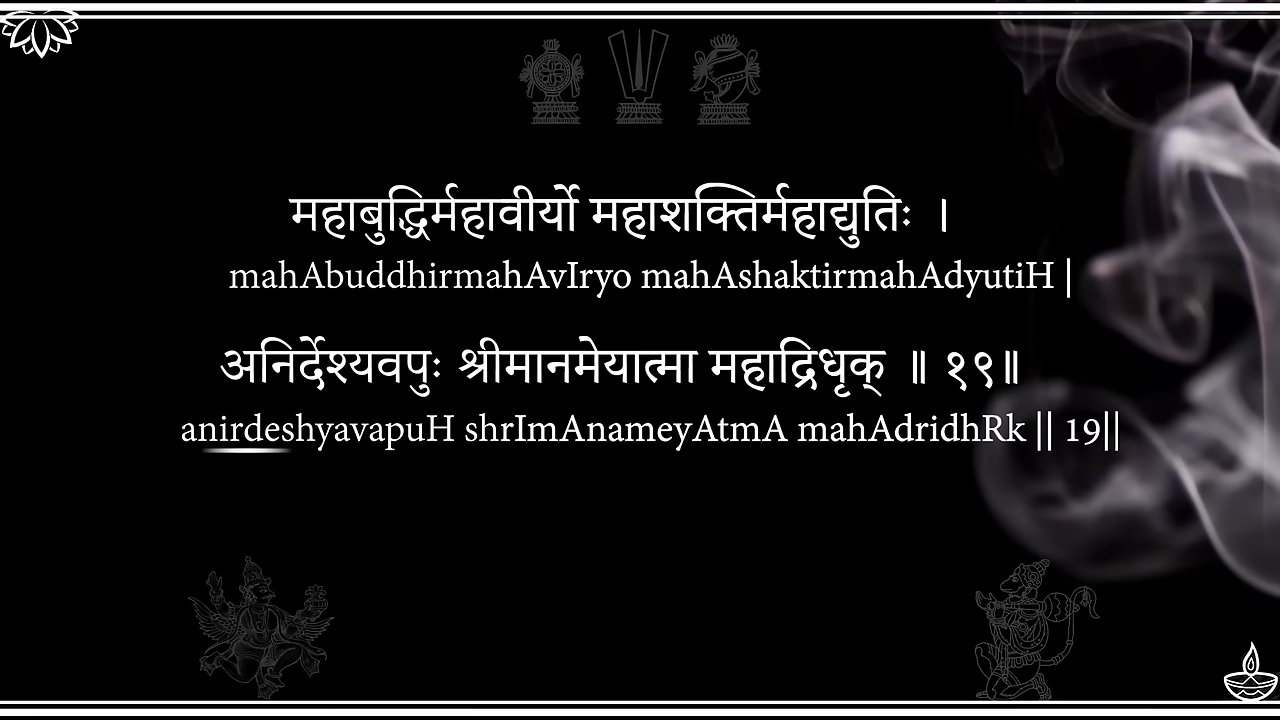 महाबुद्धिर्महावीर्यो महाशक्तिर्महाद्युतिः ।
mahAbuddhirmahAvIryo mahAshaktirmahAdyutiH |
अनिर्देश्यवपुः श्रीमानमेयात्मा महाद्रिधृक् ॥ १९॥
anirdeshyavapuH shrImAnameyAtmA mahAdridhRk || 19||